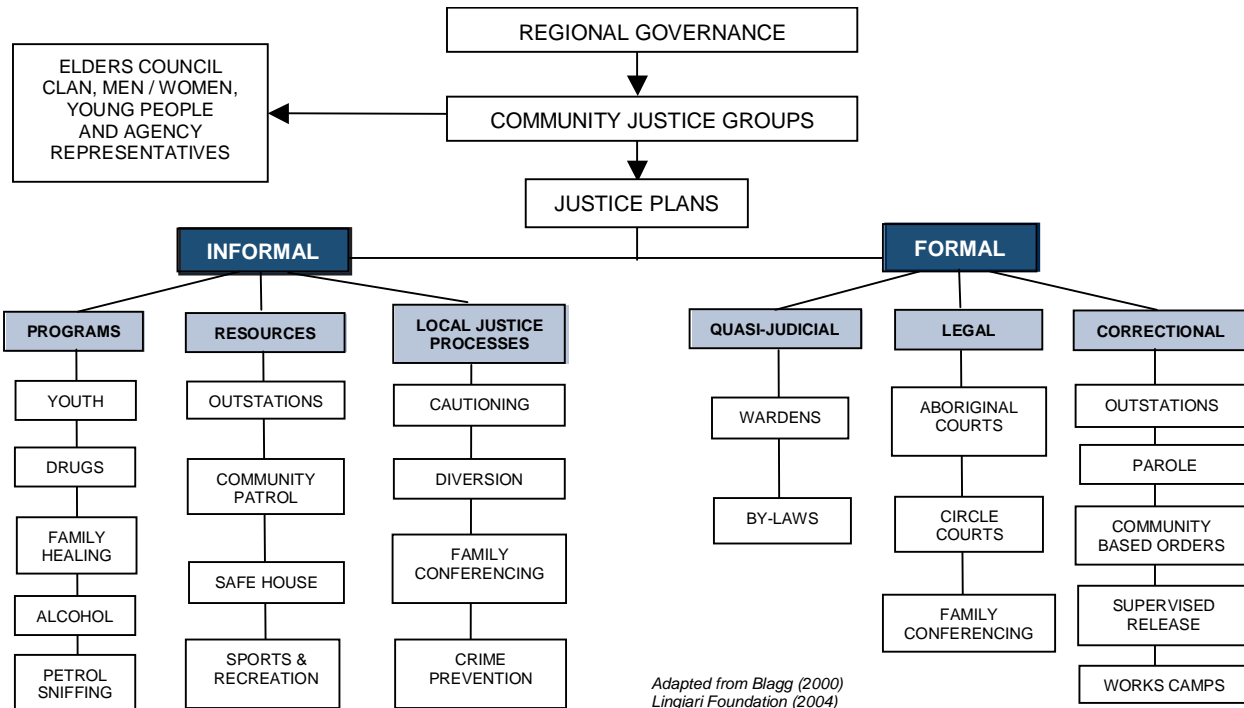 REGIONAL GOVERNANCE
ELDERS COUNCIL
CLAN, MEN / WOMEN,
YOUNG PEOPLE
AND AGENCY
REPRESENTATIVES
COMMUNITY JUSTICE GROUPS
JUSTICE PLANS
INFORMAL
PROGRAMS
YOUTH
DRUGS
FAMILY
HEALING
ALCOHOL
PETROL
SNIFFING
RESOURCES
OUTSTATIONS
COMMUNITY
PATROL
SAFE HOUSE
SPORTS &
RECREATION
LOCAL JUSTICE
PROCESSES
CAUTIONING
DIVERSION
FAMILY
CONFERENCING
CRIME
PREVENTION
FORMAL
QUASI-JUDICIAL
WARDENS
BY-LAWS
LEGAL
ABORIGINAL
COURTS
CIRCLE
COURTS
FAMILY
CONFERENCING
CORRECTIONAL
OUTSTATIONS
PAROLE
COMMUNITY
BASED ORDERS
SUPERVISED
RELEASE
WORKS CAMPS
Adapted from Blagg (2000)
Lingiari Foundation (2004)